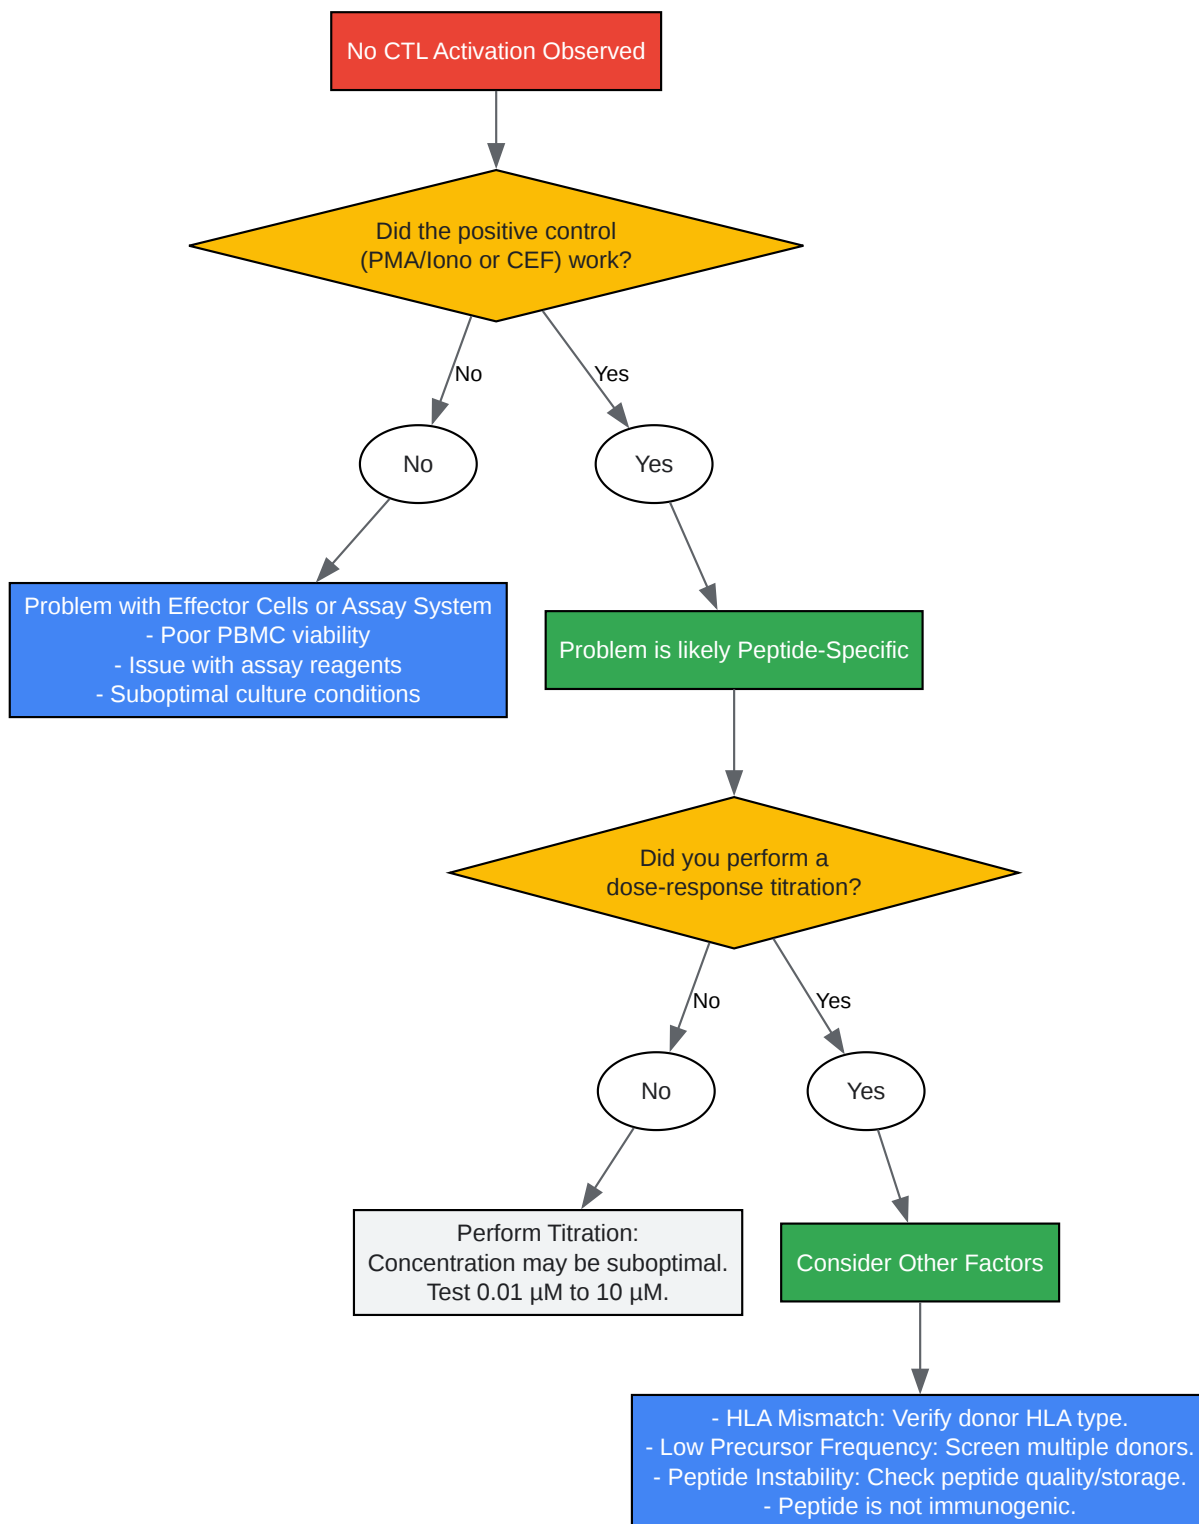 No CTL Activation Observed
Did the positive control
(PMA/Iono or CEF) work?
No
Yes
No
Yes
Problem with Effector Cells or Assay System
- Poor PBMC viability
- Issue with assay reagents
- Suboptimal culture conditions
Problem is likely Peptide-Specific
Did you perform a
dose-response titration?
No
Yes
No
Yes
Perform Titration:
Concentration may be suboptimal.
Test 0.01 µM to 10 µM.
Consider Other Factors
- HLA Mismatch: Verify donor HLA type.
- Low Precursor Frequency: Screen multiple donors.
- Peptide Instability: Check peptide quality/storage.
- Peptide is not immunogenic.